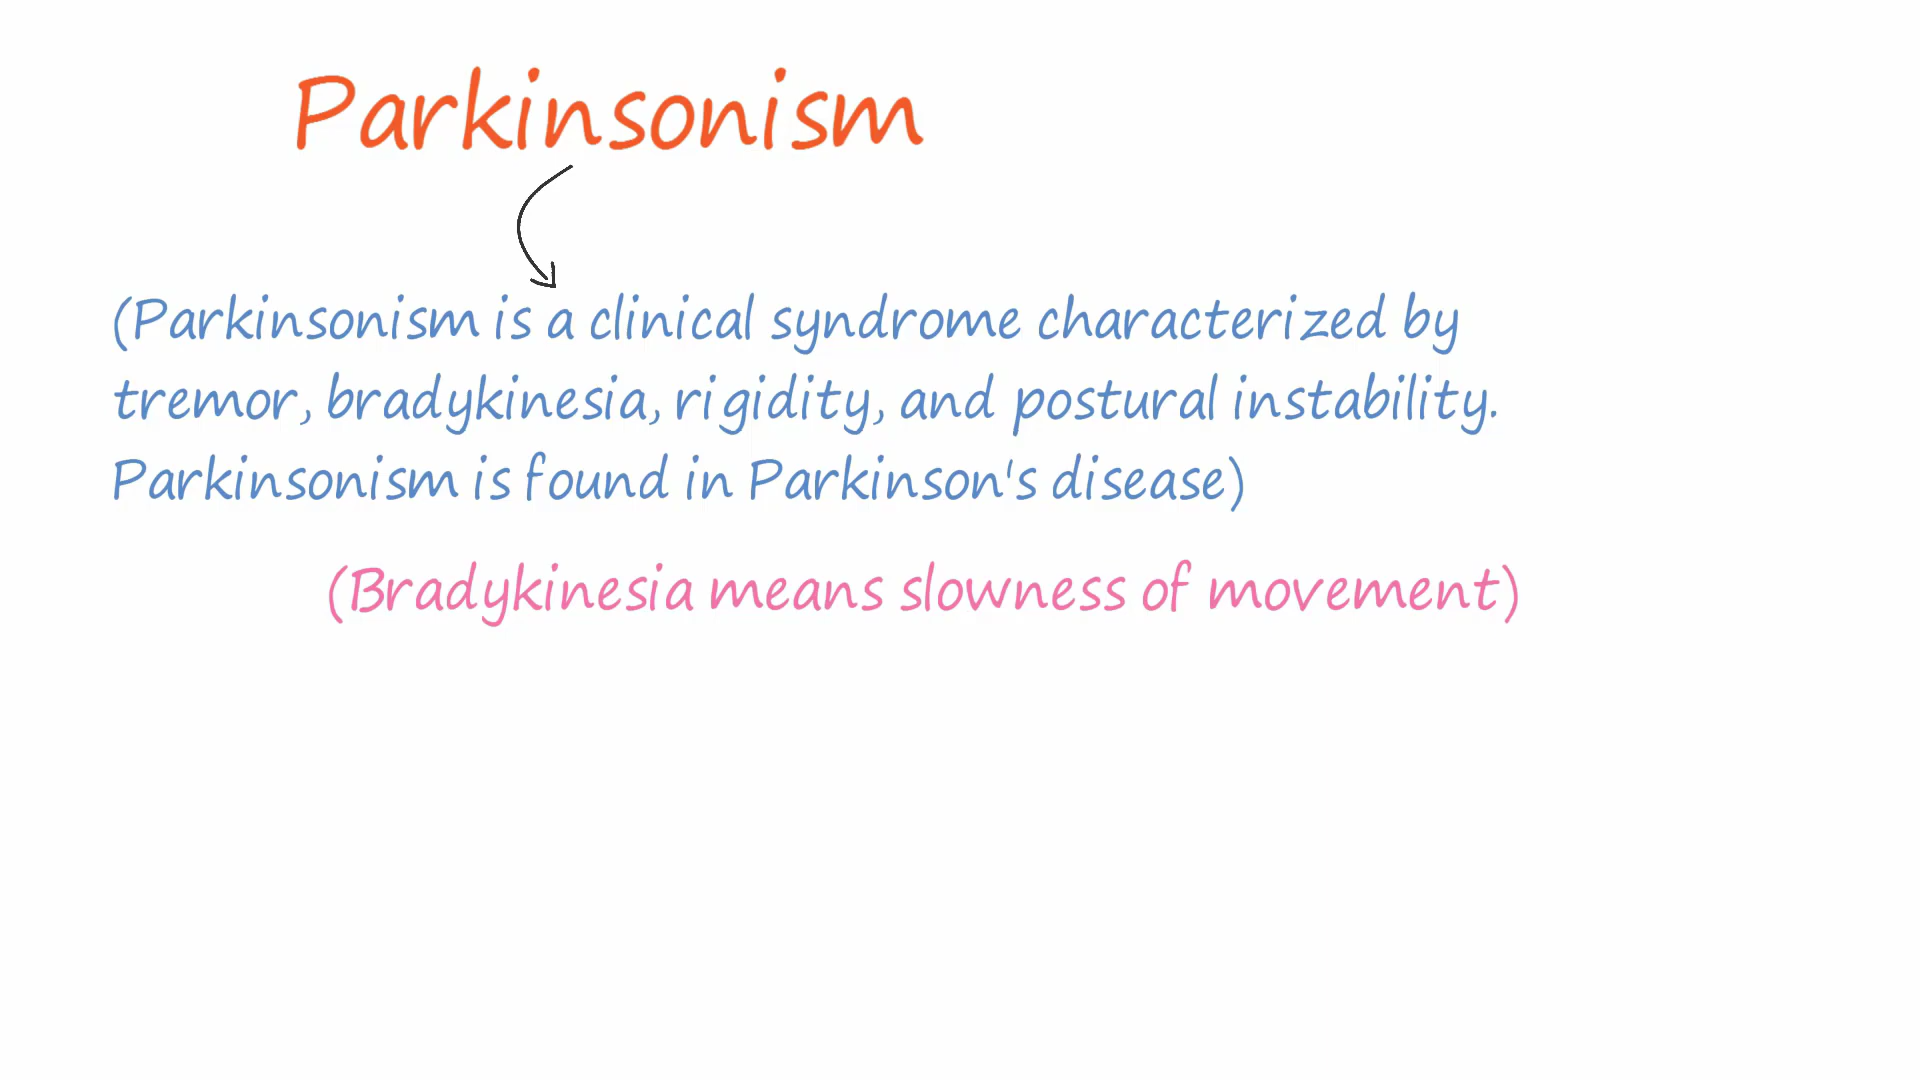 Parkinsonism
(Parkinsonism is a clinical syndrome characterized by
tremor, bradykinesia, rigidity, and postural instability.
Parkinsonism is found in Parkinson's disease)
(Bradykinesia means slowness of movement)